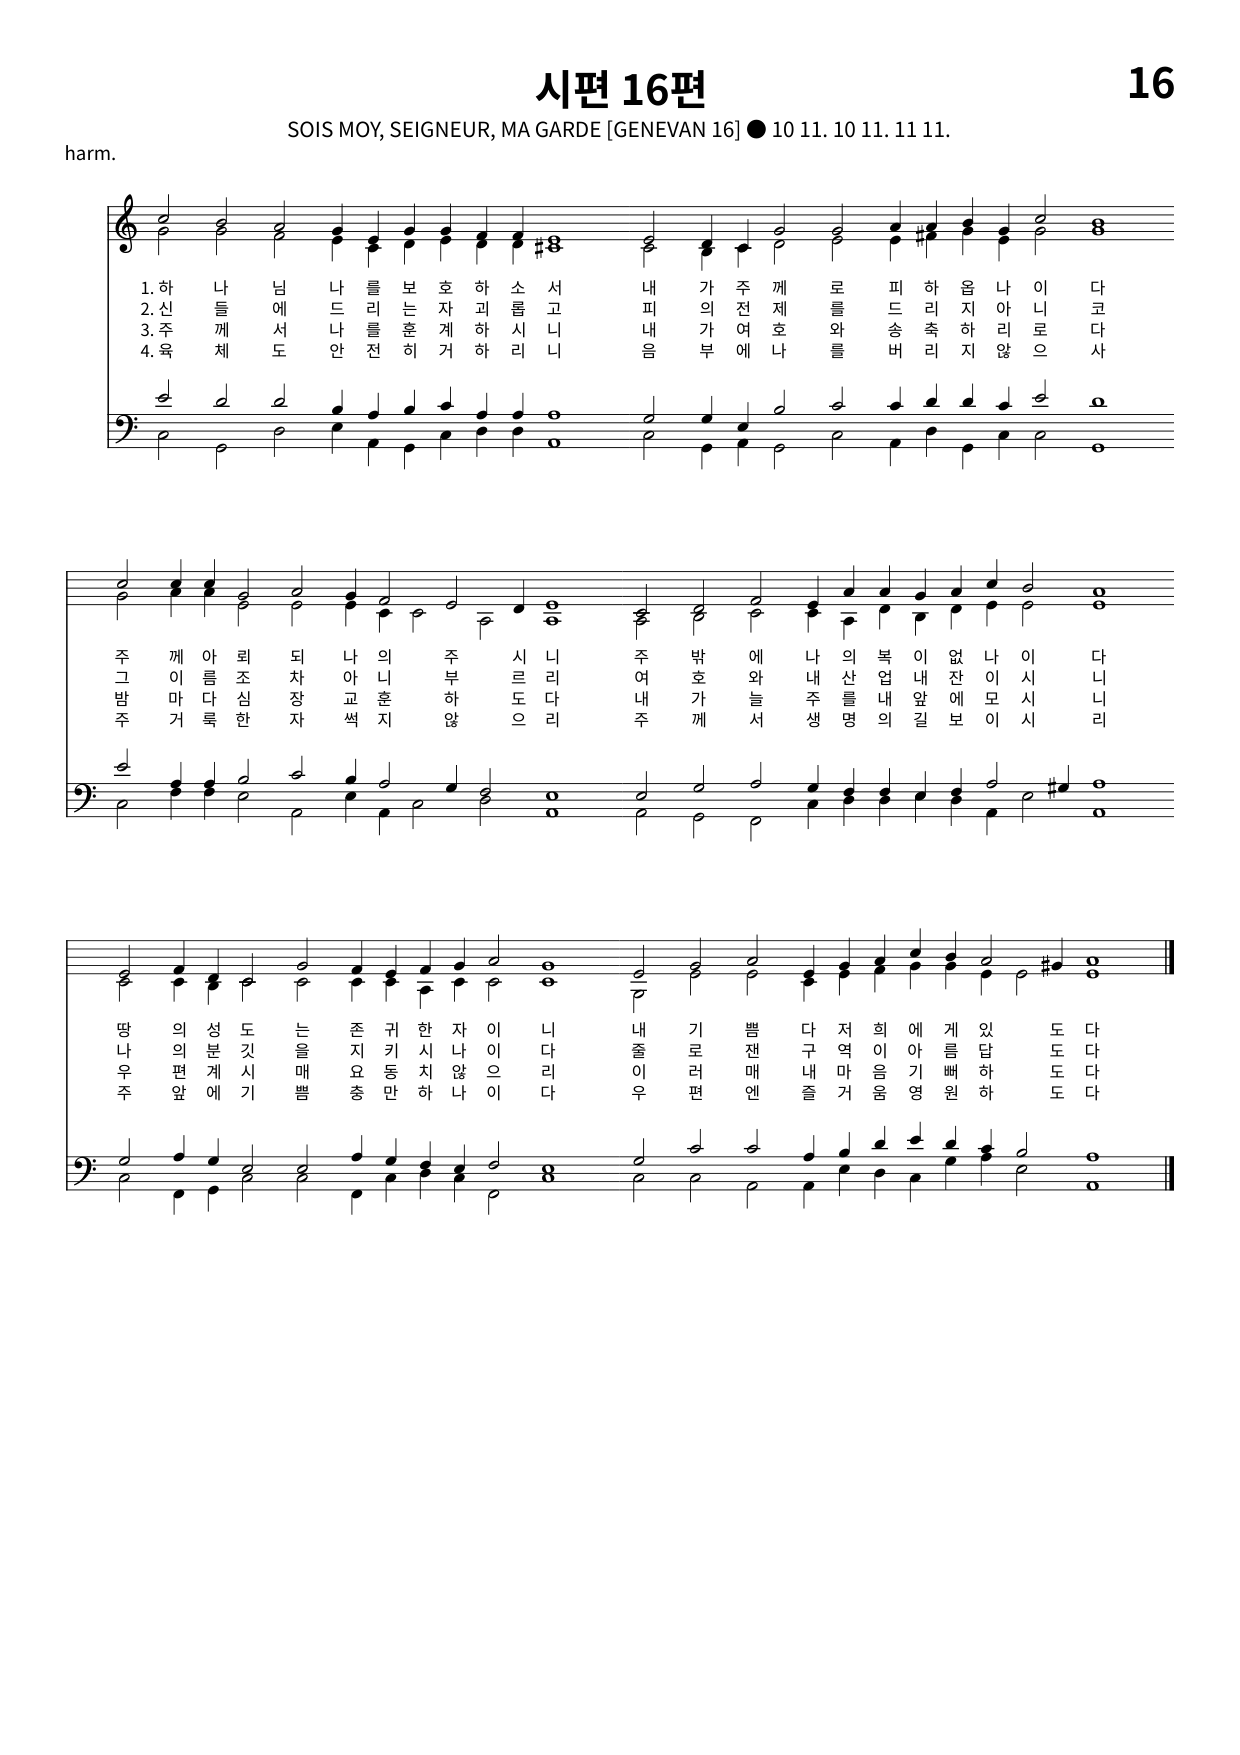 시편 16편
16
SOIS MOY, SEIGNEUR, MA GARDE [GENEVAN 16] ● 10 11. 10 11. 11 11.
harm.
1. 하 나 님 나 를 보 호 하 소 서 내 가 주 께 로 피 하 옵 나 이 다
2. 신 들 에 드 리 는 자 괴 롭 고 피 의 전 제 를 드 리 지 아 니 코
3. 주 께 서 나 를 훈 계 하 시 니 내 가 여 호 와 송 축 하 리 로 다
4. 육 체 도 안 전 히 거 하 리 니 음 부 에 나 를 버 리 지 않 으 사
주 께 아 뢰 되 나 의 주 시 니 주 밖 에 나 의 복 이 없 나 이 다
그 이 름 조 차 아 니 부 르 리 여 호 와 내 산 업 내 잔 이 시 니
밤 마 다 심 장 교 훈 하 도 다 내 가 늘 주 를 내 앞 에 모 시 니
주 거 룩 한 자 썩 지 않 으 리 주 께 서 생 명 의 길 보 이 시 리
땅 의 성 도 는 존 귀 한 자 이 니 내 기 쁨 다 저 희 에 게 있 도 다
나 의 분 깃 을 지 키 시 나 이 다 줄 로 잰 구 역 이 아 름 답 도 다
우 편 계 시 매 요 동 치 않 으 리 이 러 매 내 마 음 기 뻐 하 도 다
주 앞 에 기 쁨 충 만 하 나 이 다 우 편 엔 즐 거 움 영 원 하 도 다